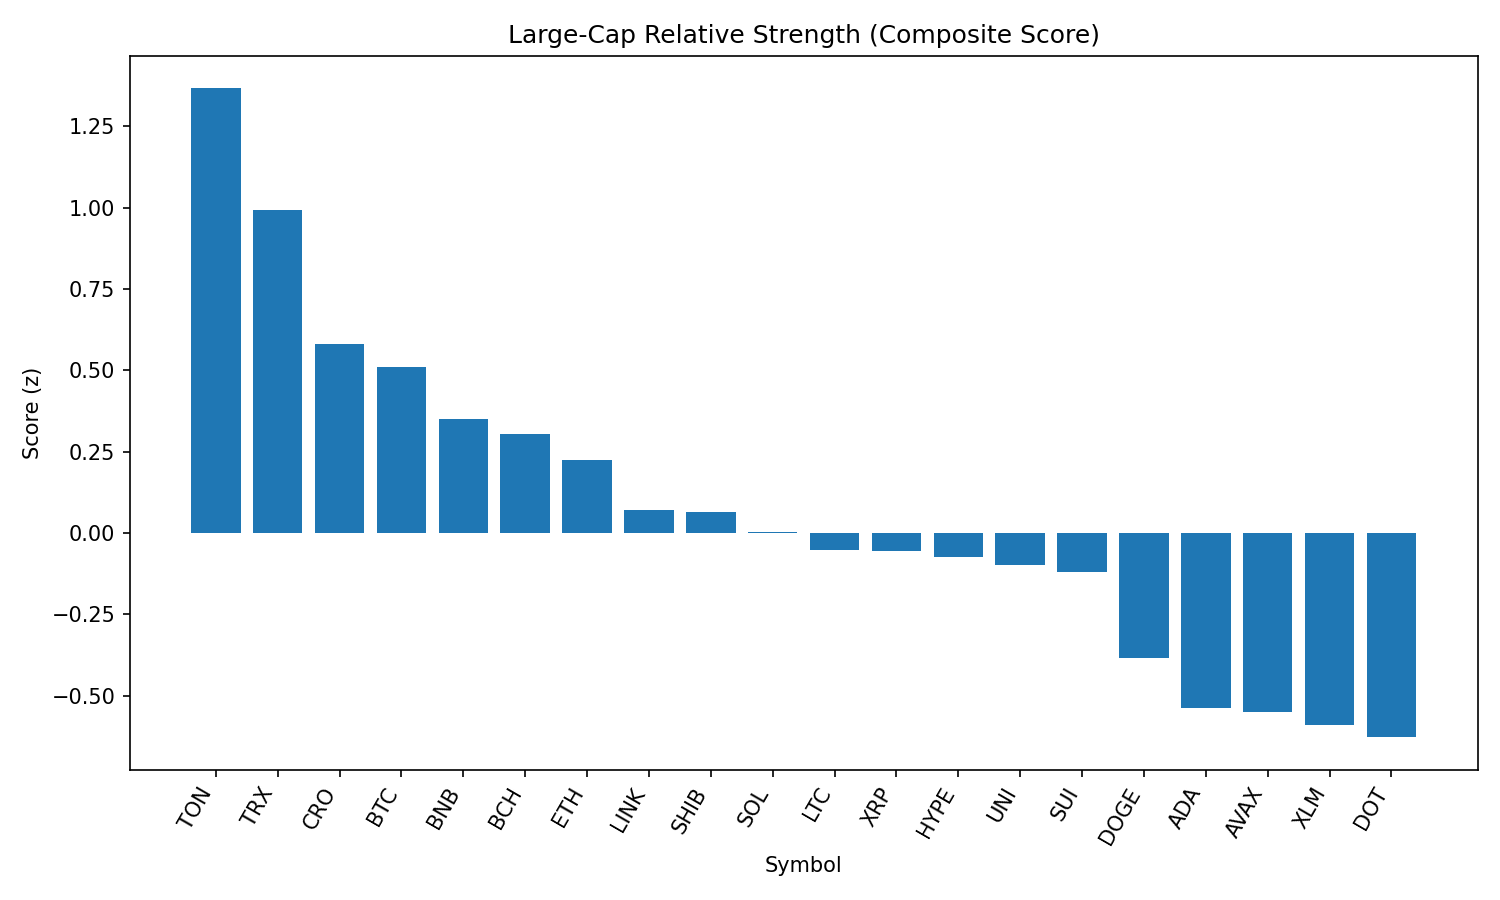 Large-Cap Relative Strength (Composite Score)
Score (z)
1.25
1.00
0.75
0.50
0.25
0.00
−0.25
−0.50
TON
TRX
CRO
BTC
BNB
BCH
ETH
LINK
SHIB
SOL
LTC
XRP
HYPE
UNI
SUI
DOGE
ADA
AVAX
XLM
DOT
Symbol